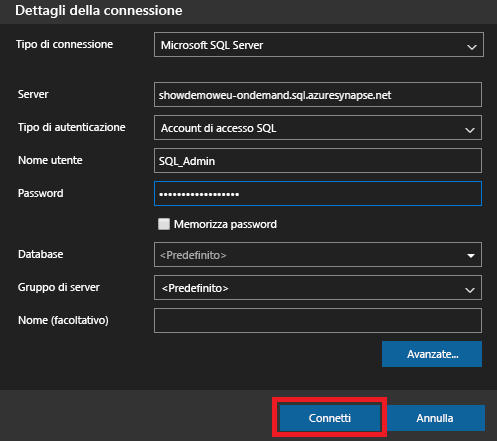 Dettagli della connessione
Tipo di connessione Microsoft SQL Server
Server showdemoweu-ondemand.sql.azuresynapse.net
Tipo di autenticazione Account di accesso SQL
Nome utente SQL_Admin
Password •••••••••••••••••
Memorizza password
Database <Predefinito>
Gruppo di server <Predefinito>
Nome (facoltativo)
Avanzate...
Connetti Annulla